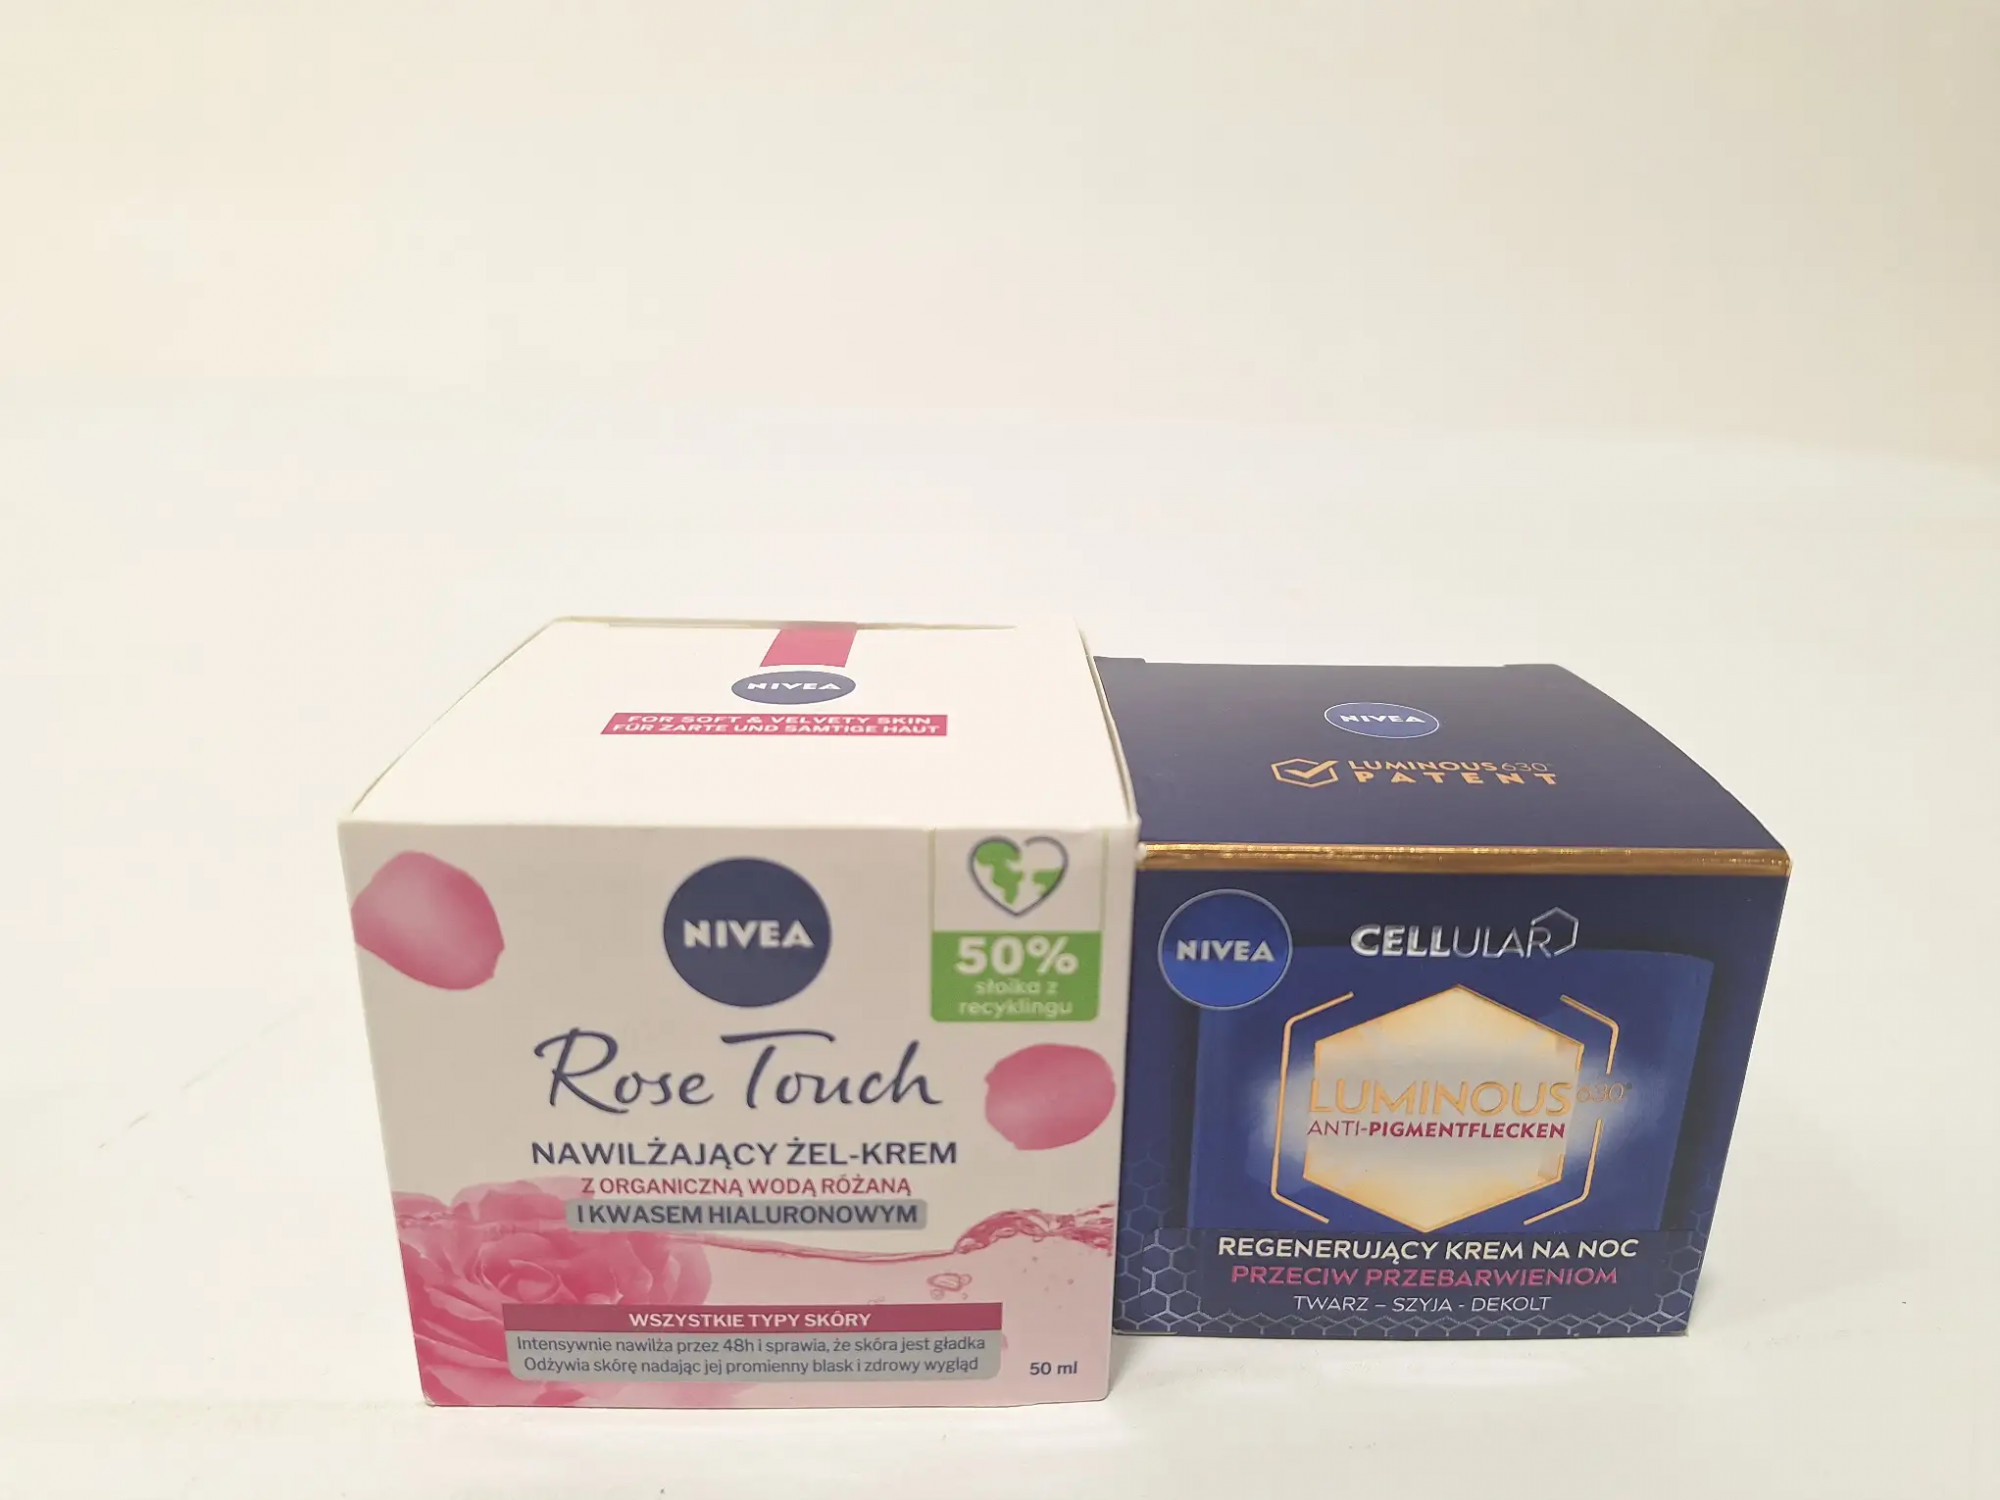 NIVEA
FOR SOFT & VELVETY SKIN
FÜR ZARTE UND SAMTIGE HAUT
NIVEA
50%
słoika z
recyklingu
Rose Touch
NAWILŻAJĄCY ŻEL-KREM
Z ORGANICZNĄ WODĄ RÓŻANĄ
I KWASEM HIALURONOWYM
WSZYSTKIE TYPY SKÓRY
Intensywnie nawilża przez 48h i sprawia, że skóra jest gładka
Odżywia skórę nadając jej promienny blask i zdrowy wygląd
50 ml
NIVEA
LUMINOUS630®
PATENT
NIVEA
CELLULAR
LUMINOUS630®
ANTI-PIGMENTFLECKEN
REGENERUJĄCY KREM NA NOC
PRZECIW PRZEBARWIENIOM
TWARZ – SZYJA - DEKOLT